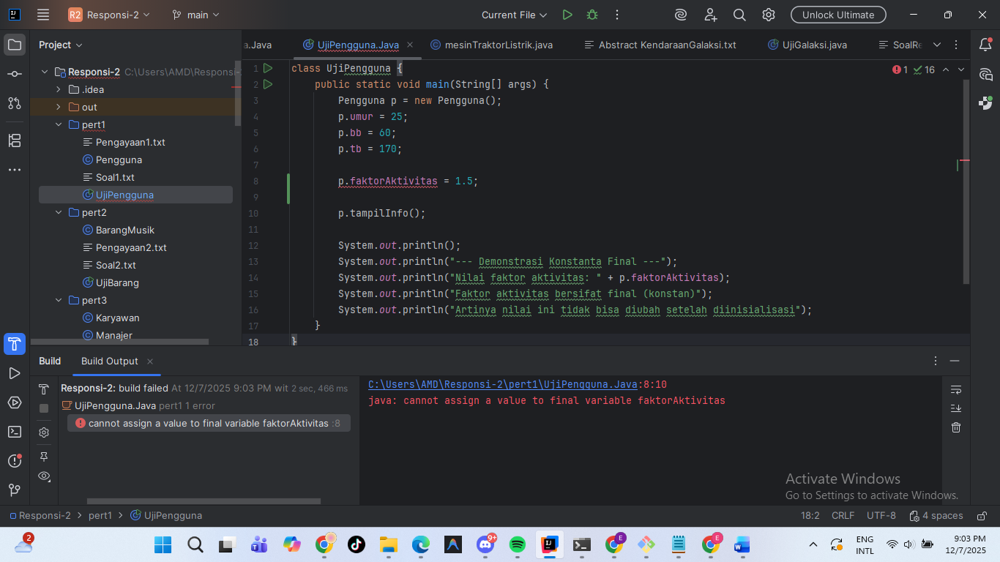 R2 Responsi-2 main Current File Unlock Ultimate
Project
a.Java UjiPengguna.Java mesinTraktorListrik.java Abstract KendaraanGalaksi.txt UjiGalaksi.java SoalRe
Responsi-2 C:\Users\AMD\Responsi-2
.idea
out
pert1
Pengayaan1.txt
Pengguna
Soal1.txt
UjiPengguna
pert2
BarangMusik
Pengayaan2.txt
Soal2.txt
UjiBarang
pert3
Karyawan
Manajer
1 16
1 class UjiPengguna {
2 public static void main(String[] args) {
3 Pengguna p = new Pengguna();
4 p.umur = 25;
5 p.bb = 60;
6 p.tb = 170;
7
8 p.faktorAktivitas = 1.5;
9
10 p.tampilInfo();
11
12 System.out.println();
13 System.out.println("--- Demonstrasi Konstanta Final ---");
14 System.out.println("Nilai faktor aktivitas: " + p.faktorAktivitas);
15 System.out.println("Faktor aktivitas bersifat final (konstan)");
16 System.out.println("Artinya nilai ini tidak bisa diubah setelah diinisialisasi");
17 }
18 }
Build Build Output
Responsi-2: build failed At 12/7/2025 9:03 PM wit 2 sec, 466 ms
UjiPengguna.Java pert1 1 error
cannot assign a value to final variable faktorAktivitas :8
C:\Users\AMD\Responsi-2\pert1\UjiPengguna.Java:8:10
java: cannot assign a value to final variable faktorAktivitas
Activate Windows
Go to Settings to activate Windows.
Responsi-2 > pert1 > UjiPengguna 18:2 CRLF UTF-8 4 spaces
2 9+ E E
ENG
INTL
9:03 PM
12/7/2025